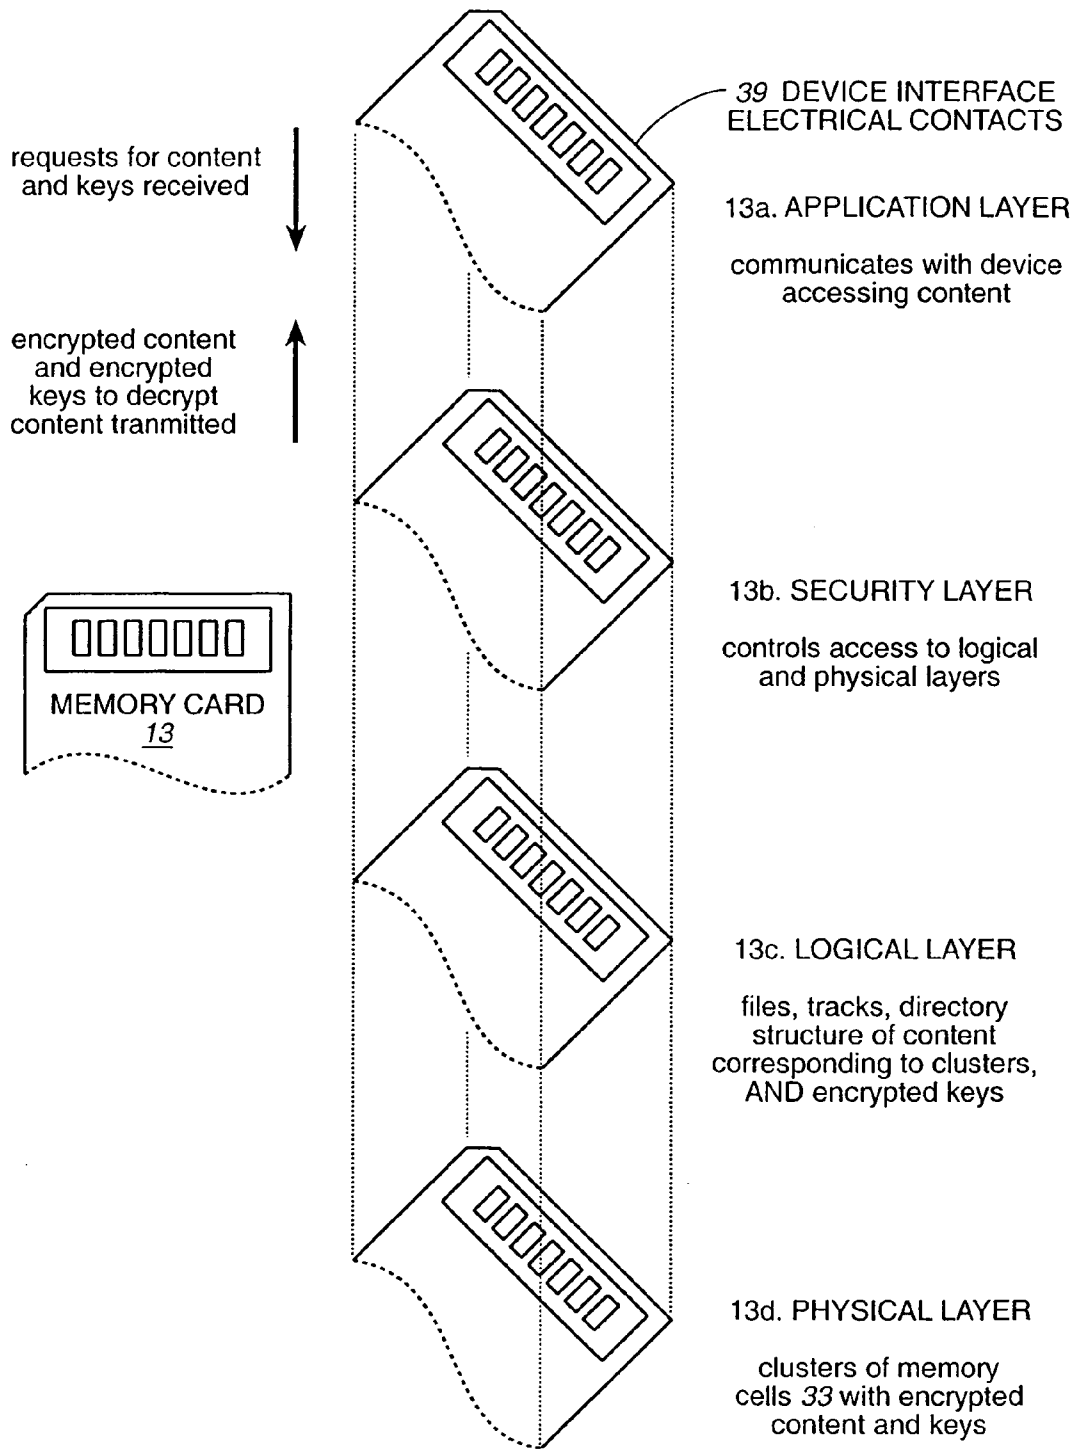 39 DEVICE INTERFACE
ELECTRICAL CONTACTS
requests for content
and keys received
13a. APPLICATION LAYER
communicates with device
accessing content
encrypted content
and encrypted
keys to decrypt
content tranmitted
13b. SECURITY LAYER
controls access to logical
and physical layers
MEMORY CARD
13
13c. LOGICAL LAYER
files, tracks, directory
structure of content
corresponding to clusters,
AND encrypted keys
13d. PHYSICAL LAYER
clusters of memory
cells 33 with encrypted
content and keys